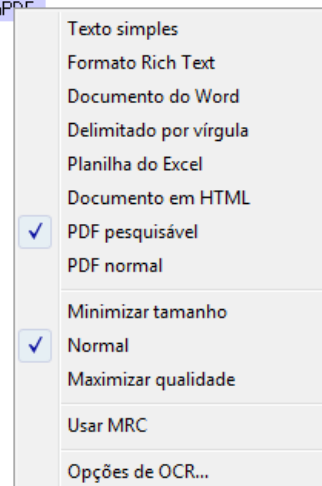 Texto simples
Formato Rich Text
Documento do Word
Delimitado por vírgula
Planilha do Excel
Documento em HTML
PDF pesquisável
PDF normal
Minimizar tamanho
Normal
Maximizar qualidade
Usar MRC
Opções de OCR...